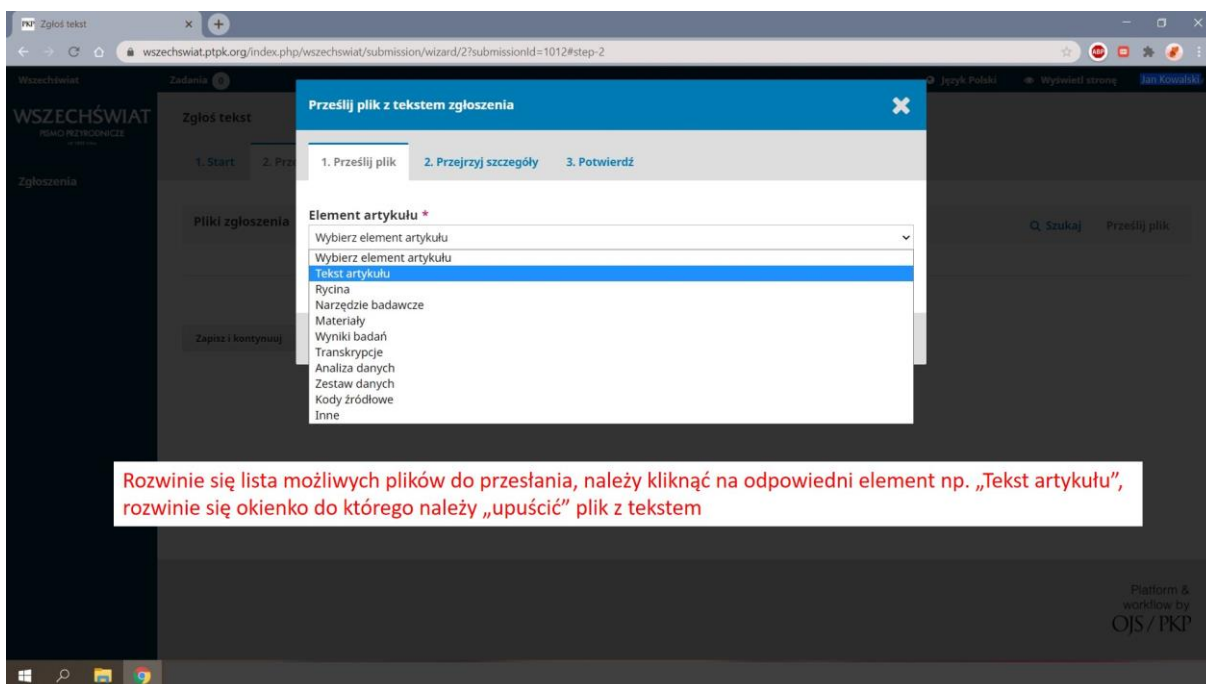 Zgłoś tekst
wszechswiat.ptpk.org/index.php/wszechswiat/submission/wizard/2?submissionId=1012#step-2
Wszechświat
Zadania 0
Język Polski
Wyświetl stronę
Jan Kowalski
WSZECHŚWIAT
PISMO PRZYRODNICZE
Zgłoś tekst
1. Start
2. Prze
Zgłoszenia
Pliki zgłoszenia
Szukaj
Prześlij plik
Zapisz i kontynuuj
Prześlij plik z tekstem zgłoszenia
1. Prześlij plik
2. Przejrzyj szczegóły
3. Potwierdź
Element artykułu *
Wybierz element artykułu
Wybierz element artykułu
Tekst artykułu
Rycina
Narzędzie badawcze
Materiały
Wyniki badań
Transkrypcje
Analiza danych
Zestaw danych
Kody źródłowe
Inne
Rozwinie się lista możliwych plików do przesłania, należy kliknąć na odpowiedni element np. „Tekst artykułu”,
rozwinie się okienko do którego należy „upuścić” plik z tekstem
Platform &
workflow by
OJS / PKP